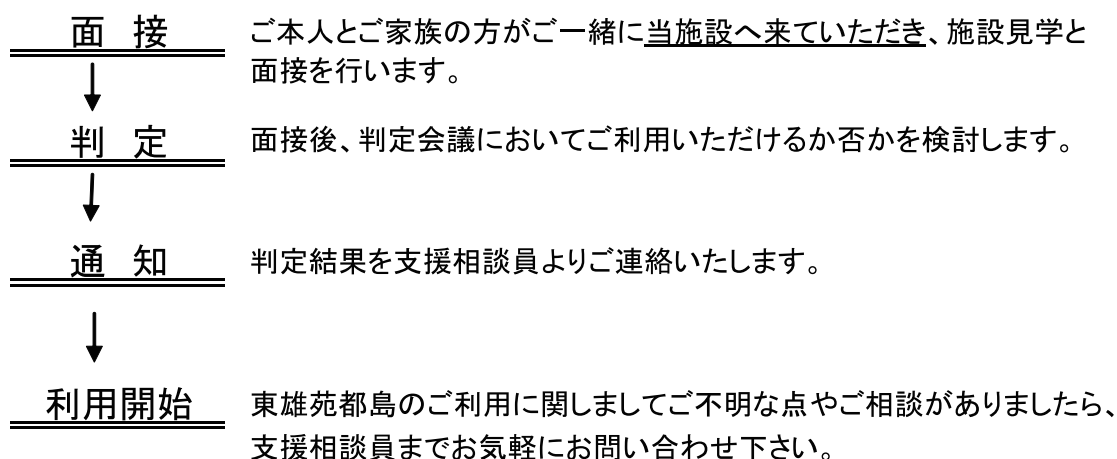 面 接
ご本人とご家族の方がご一緒に当施設へ来ていただき、施設見学と
面接を行います。
判 定
面接後、判定会議においてご利用いただけるか否かを検討します。
通 知
判定結果を支援相談員よりご連絡いたします。
利用開始
東雄苑都島のご利用に関しましてご不明な点やご相談がありましたら、
支援相談員までお気軽にお問い合わせ下さい。